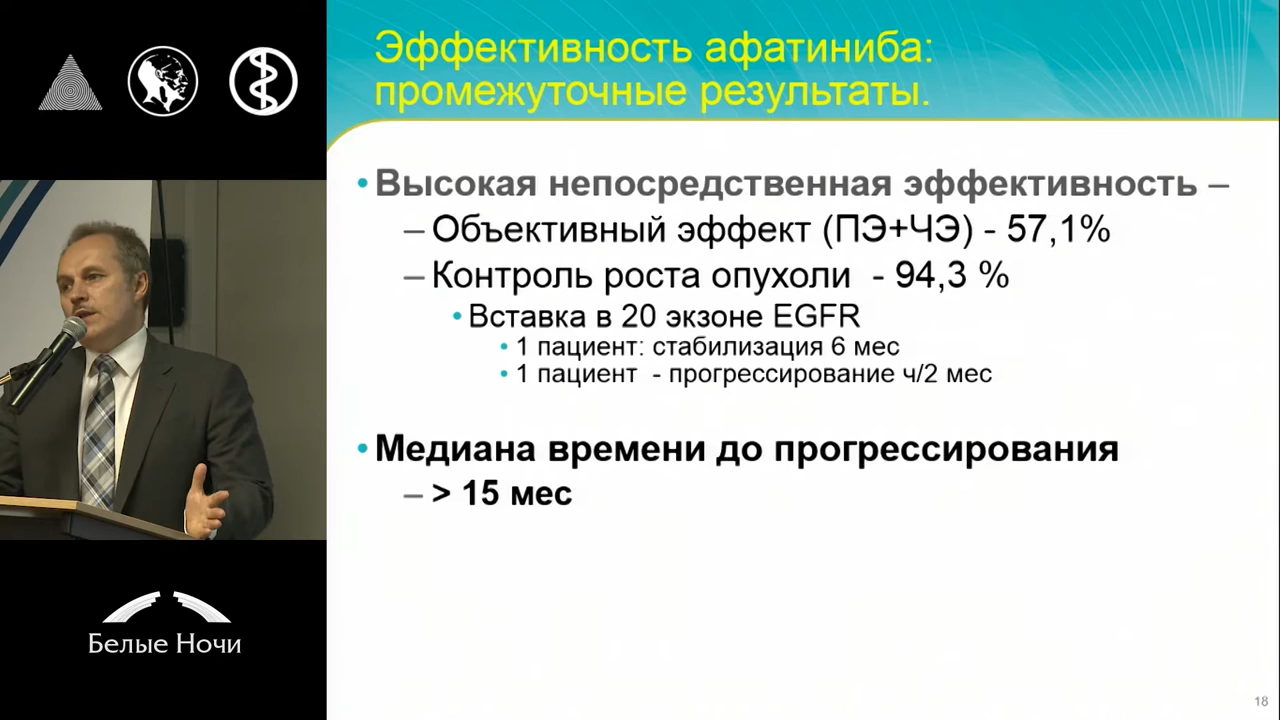 Эффективность афатиниба:
промежуточные результаты.
• Высокая непосредственная эффективность –
– Объективный эффект (ПЭ+ЧЭ) - 57,1%
– Контроль роста опухоли - 94,3 %
• Вставка в 20 экзоне EGFR
• 1 пациент: стабилизация 6 мес
• 1 пациент - прогрессирование ч/2 мес
• Медиана времени до прогрессирования
– > 15 мес
Белые Ночи
18